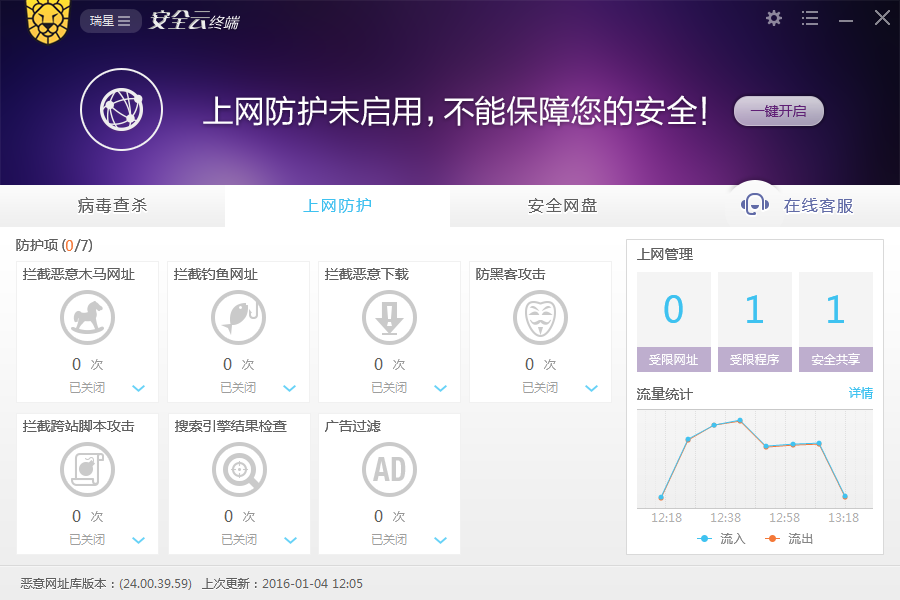 瑞星 安全云终端
上网防护未启用，不能保障您的安全！ 一键开启
病毒查杀 上网防护 安全网盘 在线客服
防护项 (0/7)
拦截恶意木马网址 拦截钓鱼网址 拦截恶意下载 防黑客攻击
0 次 0 次 0 次 0 次
已关闭 已关闭 已关闭 已关闭
拦截跨站脚本攻击 搜索引擎结果检查 广告过滤
AD
0 次 0 次 0 次
已关闭 已关闭 已关闭
上网管理
0 1 1
受限网址 受限程序 安全共享
流量统计 详情
12:18 12:38 12:58 13:18
流入 流出
恶意网址库版本：(24.00.39.59) 上次更新：2016-01-04 12:05